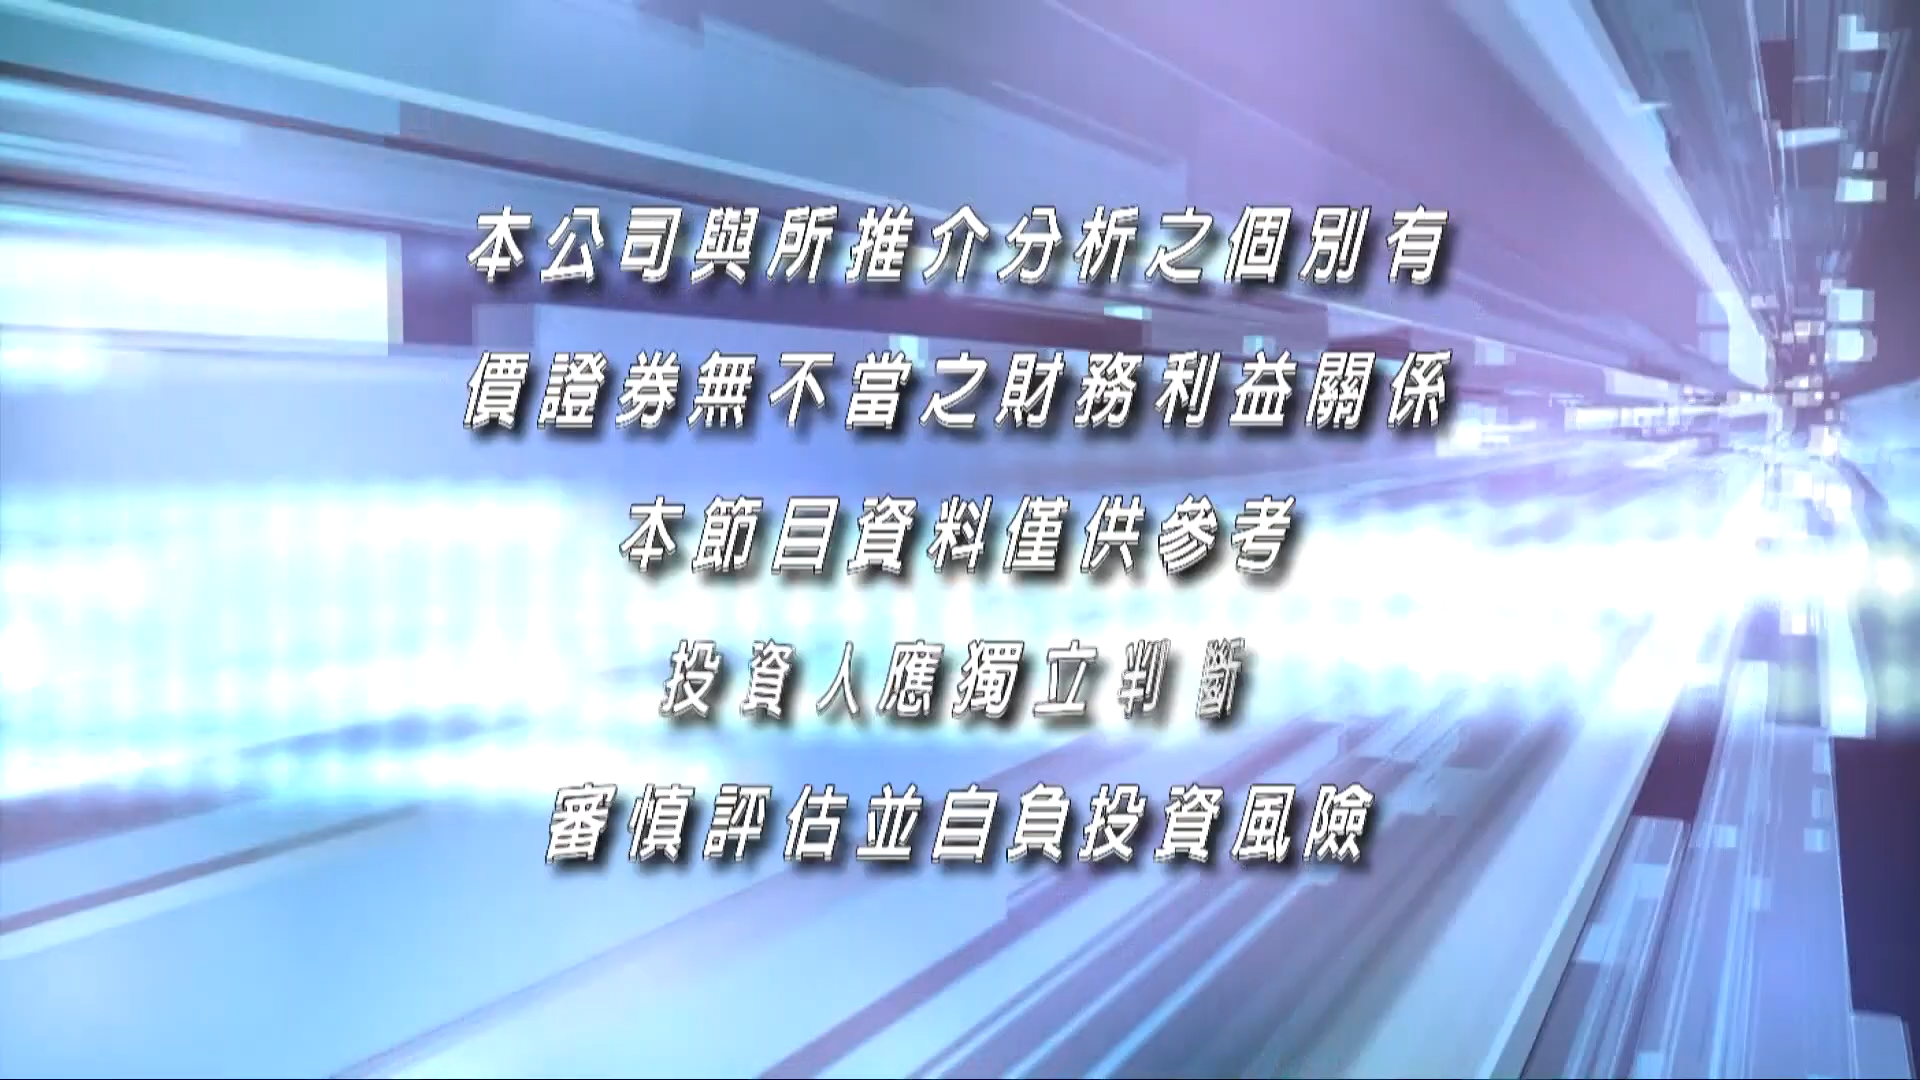 本公司與所推介分析之個別有
價證券無不當之財務利益關係
本節目資料僅供參考
投資人應獨立判斷
審慎評估並自負投資風險